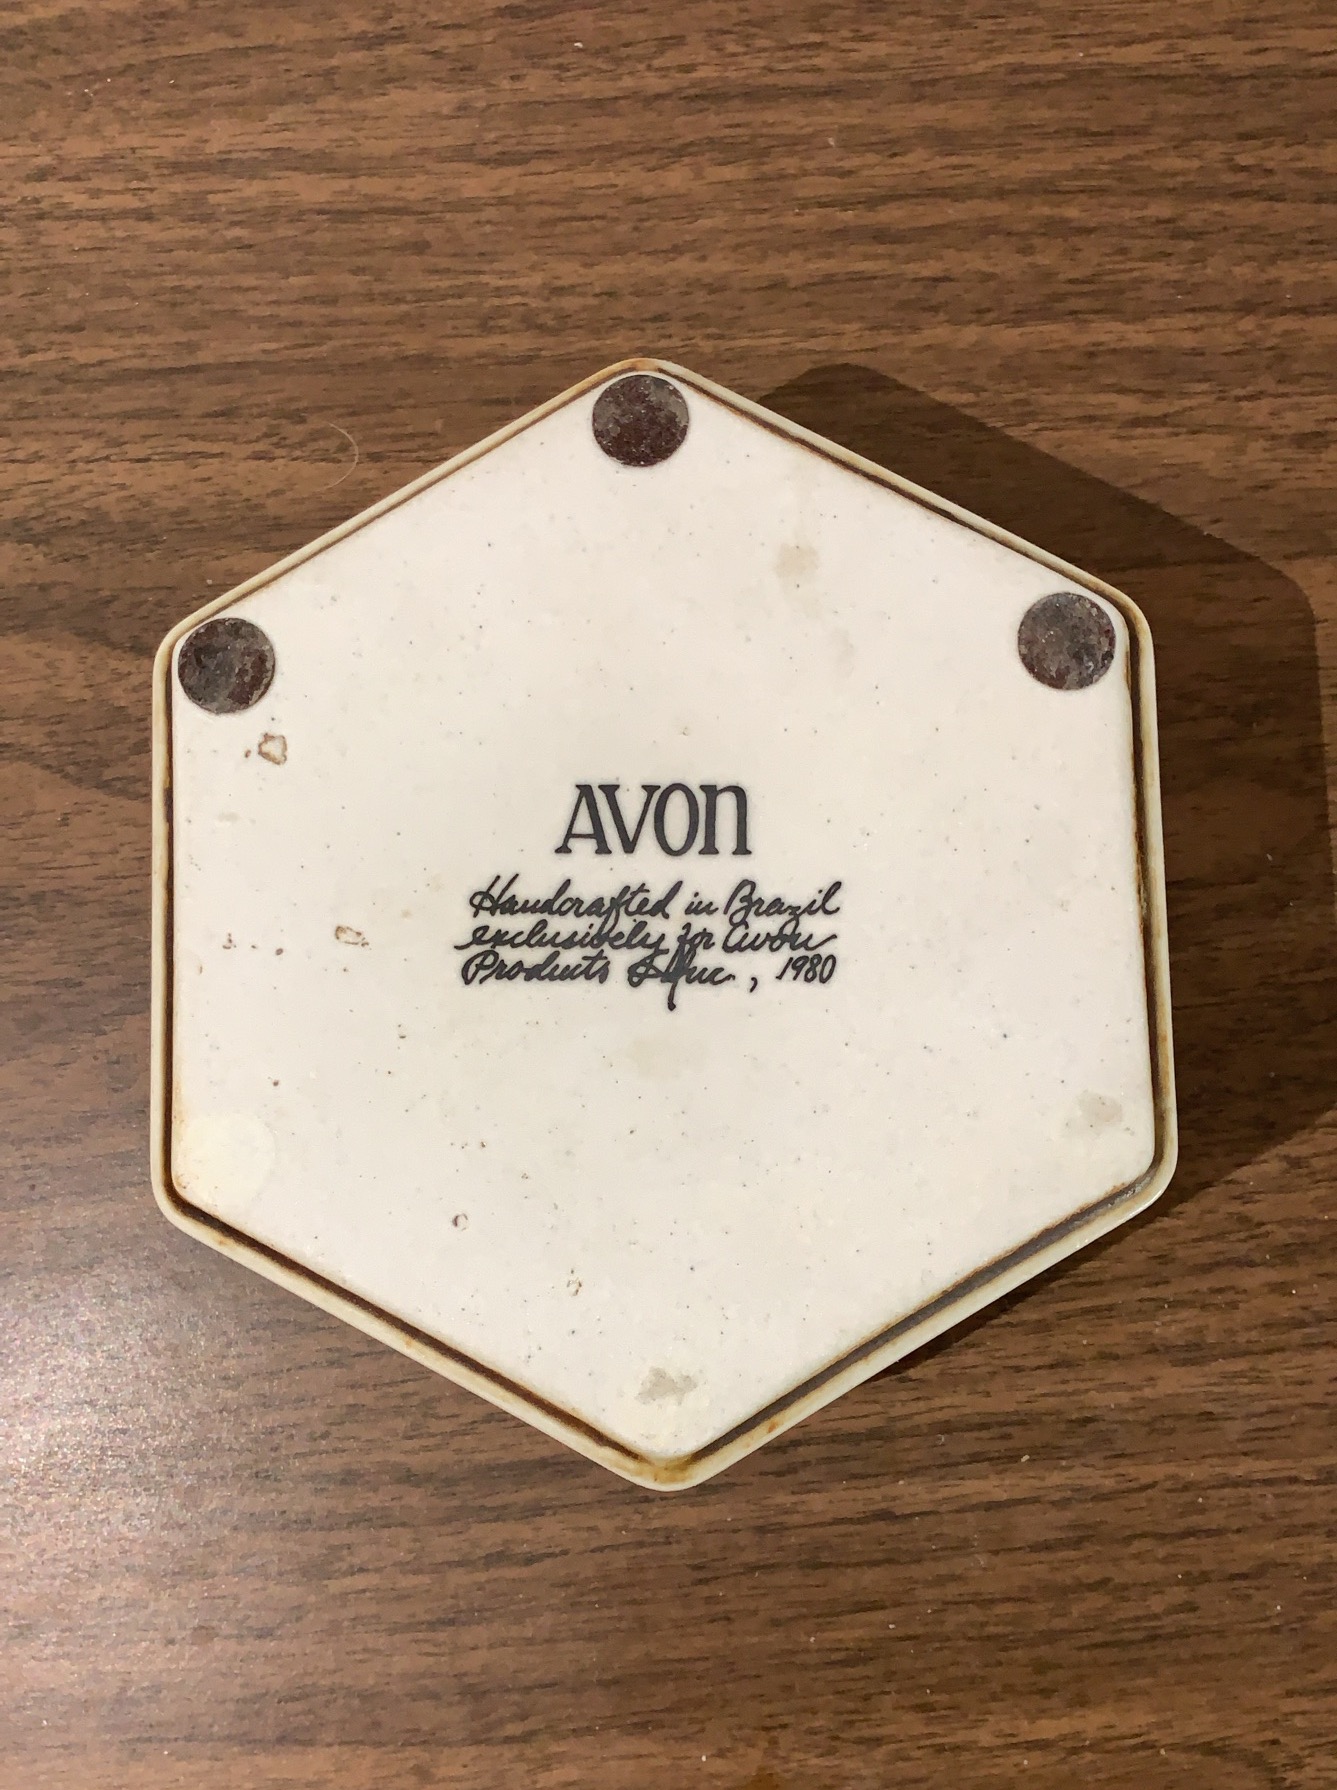 AVON
Handcrafted in Brazil
exclusively for Avon
Products Inc., 1980